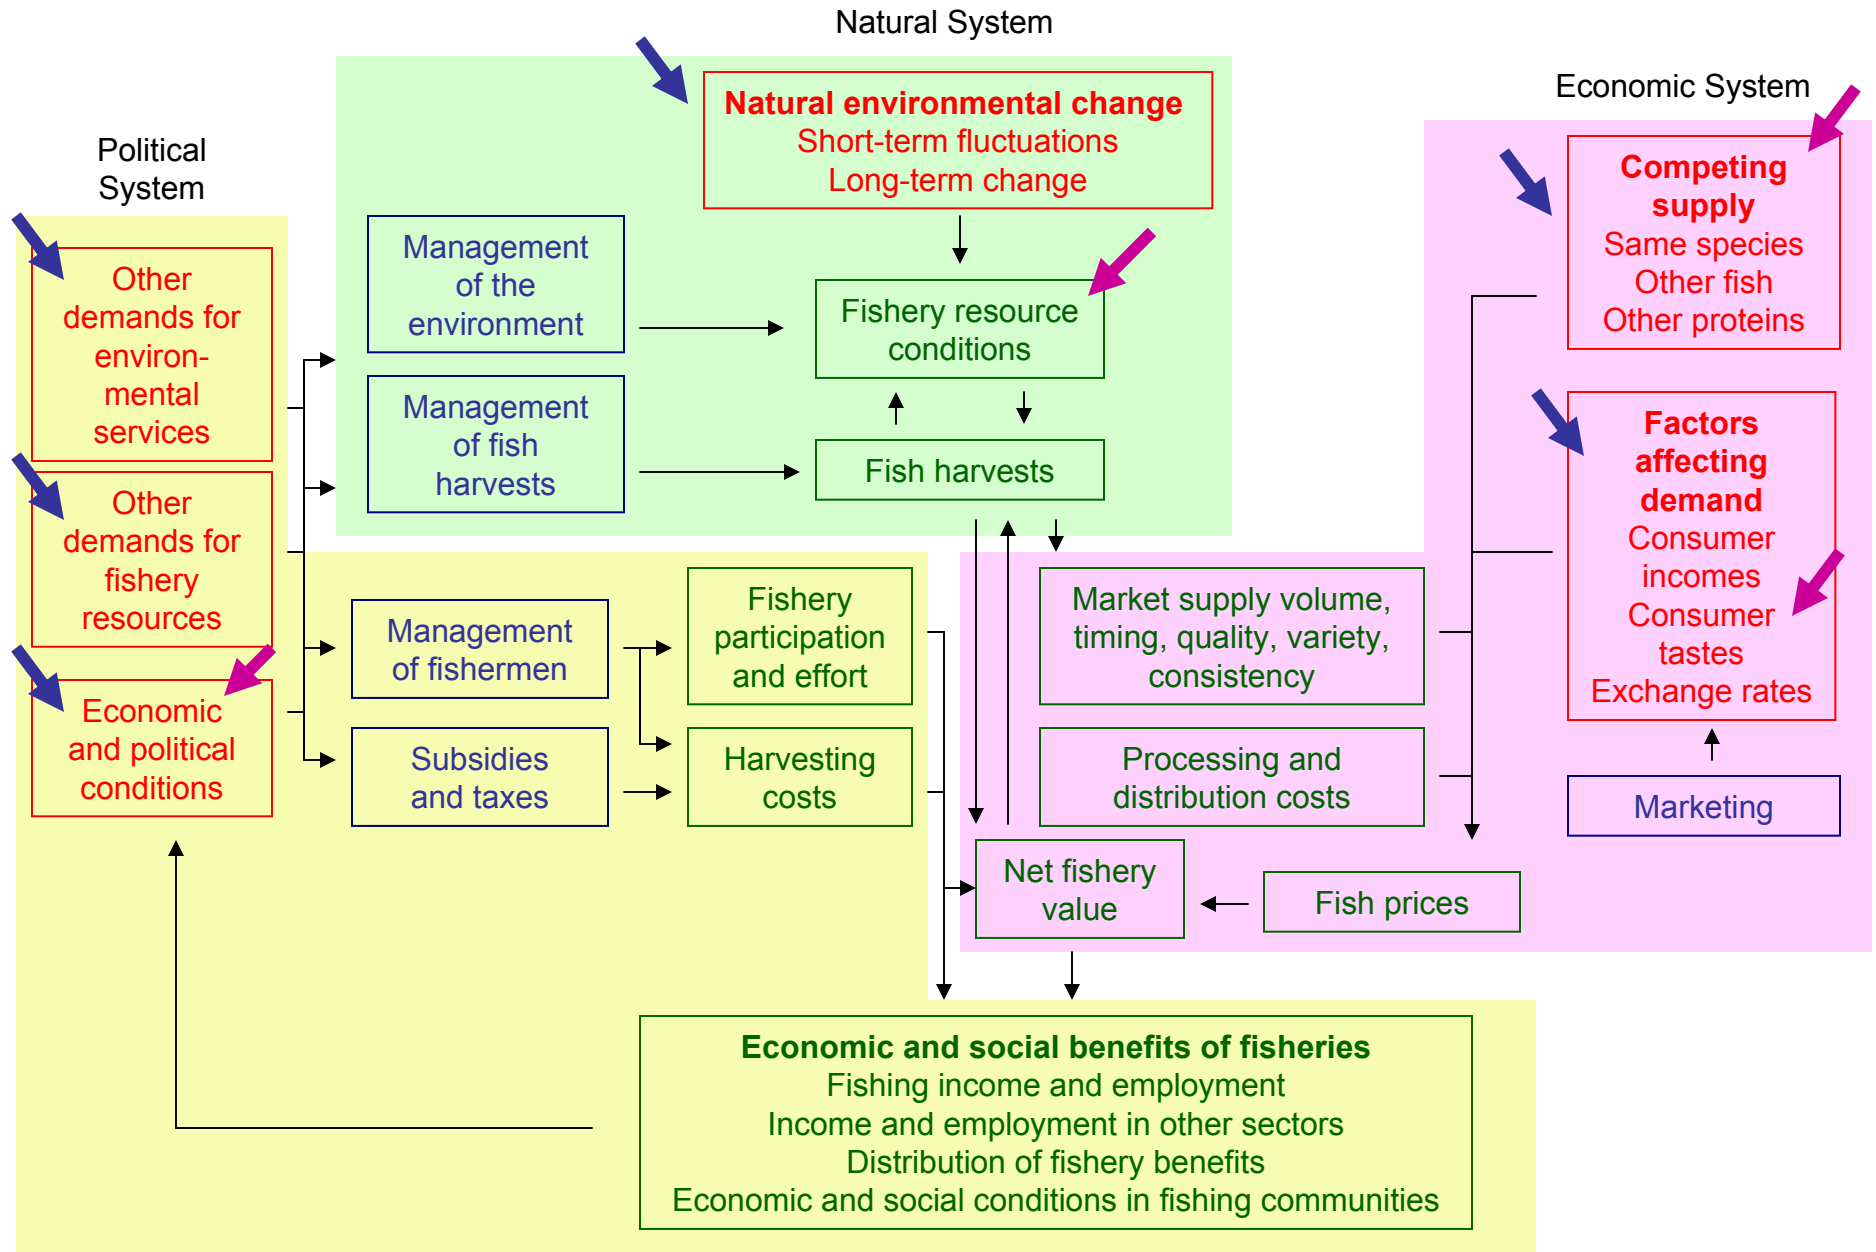 Natural System
Economic System
Political
System
Natural environmental change
Short-term fluctuations
Long-term change
Competing
supply
Same species
Other fish
Other proteins
Other
demands for
environ-
mental
services
Management
of the
environment
Fishery resource
conditions
Management
of fish
harvests
Fish harvests
Factors
affecting
demand
Consumer
incomes
Consumer
tastes
Exchange rates
Other
demands for
fishery
resources
Management
of fishermen
Fishery
participation
and effort
Market supply volume,
timing, quality, variety,
consistency
Economic
and political
conditions
Subsidies
and taxes
Harvesting
costs
Processing and
distribution costs
Marketing
Net fishery
value
Fish prices
Economic and social benefits of fisheries
Fishing income and employment
Income and employment in other sectors
Distribution of fishery benefits
Economic and social conditions in fishing communities